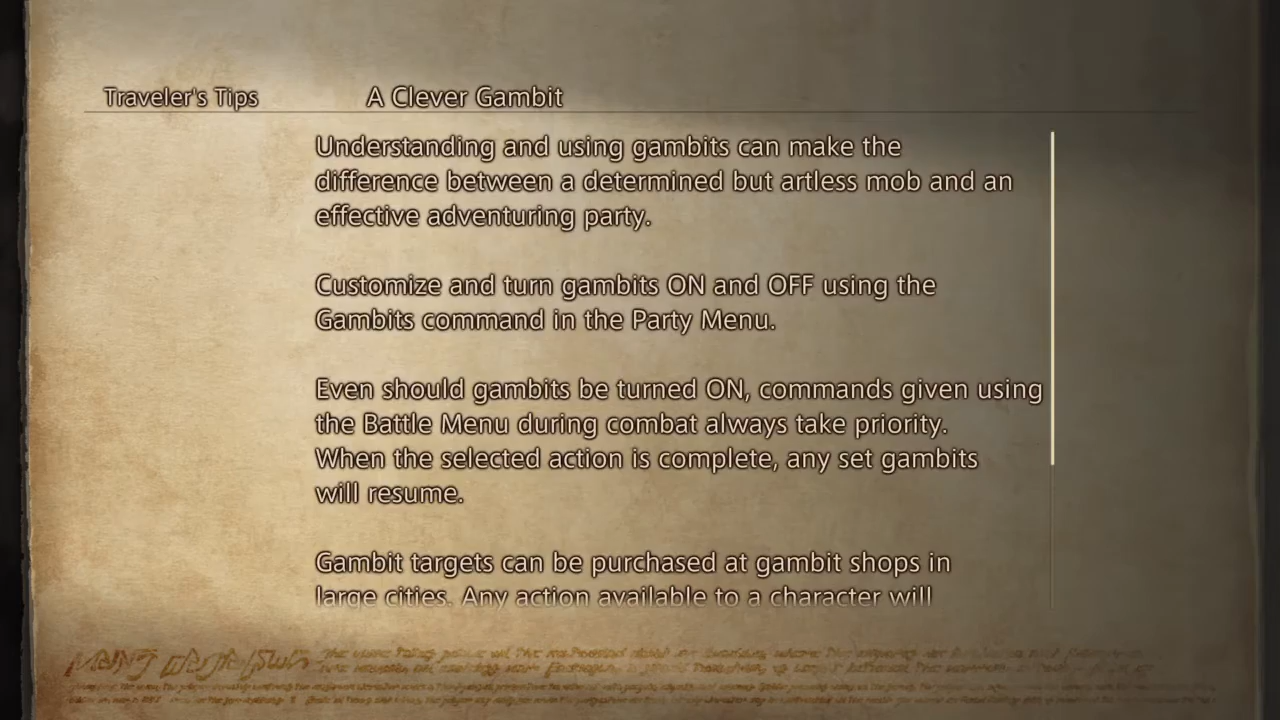 Traveler's Tips
A Clever Gambit
Understanding and using gambits can make the
difference between a determined but artless mob and an
effective adventuring party.
Customize and turn gambits ON and OFF using the
Gambits command in the Party Menu.
Even should gambits be turned ON, commands given using
the Battle Menu during combat always take priority.
When the selected action is complete, any set gambits
will resume.
Gambit targets can be purchased at gambit shops in
large cities. Any action available to a character will